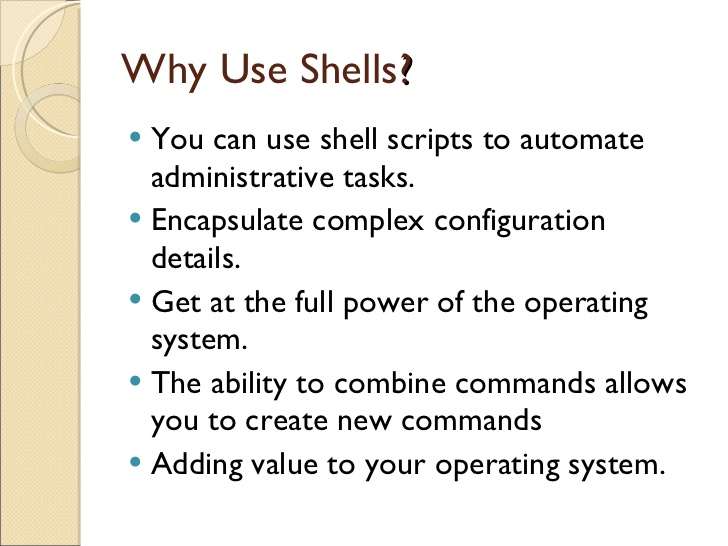 Why Use Shells?
• You can use shell scripts to automate
administrative tasks.
• Encapsulate complex configuration
details.
• Get at the full power of the operating
system.
• The ability to combine commands allows
you to create new commands
• Adding value to your operating system.